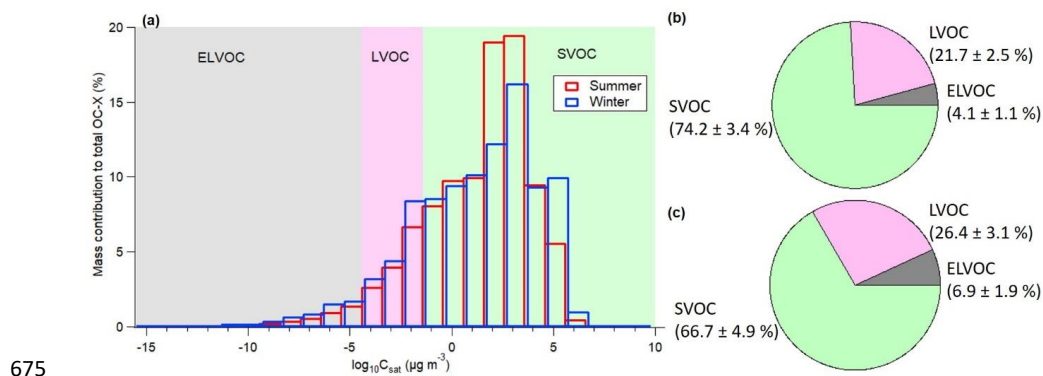 (a)
20
15
10
5
0
Mass contribution to total OC-X (%)
ELVOC
LVOC
SVOC
Summer
Winter
-15
-10
-5
0
5
10
log₁₀C_sat (µg m⁻³)
(b)
LVOC
(21.7 ± 2.5 %)
ELVOC
(4.1 ± 1.1 %)
SVOC
(74.2 ± 3.4 %)
(c)
LVOC
(26.4 ± 3.1 %)
ELVOC
(6.9 ± 1.9 %)
SVOC
(66.7 ± 4.9 %)
675